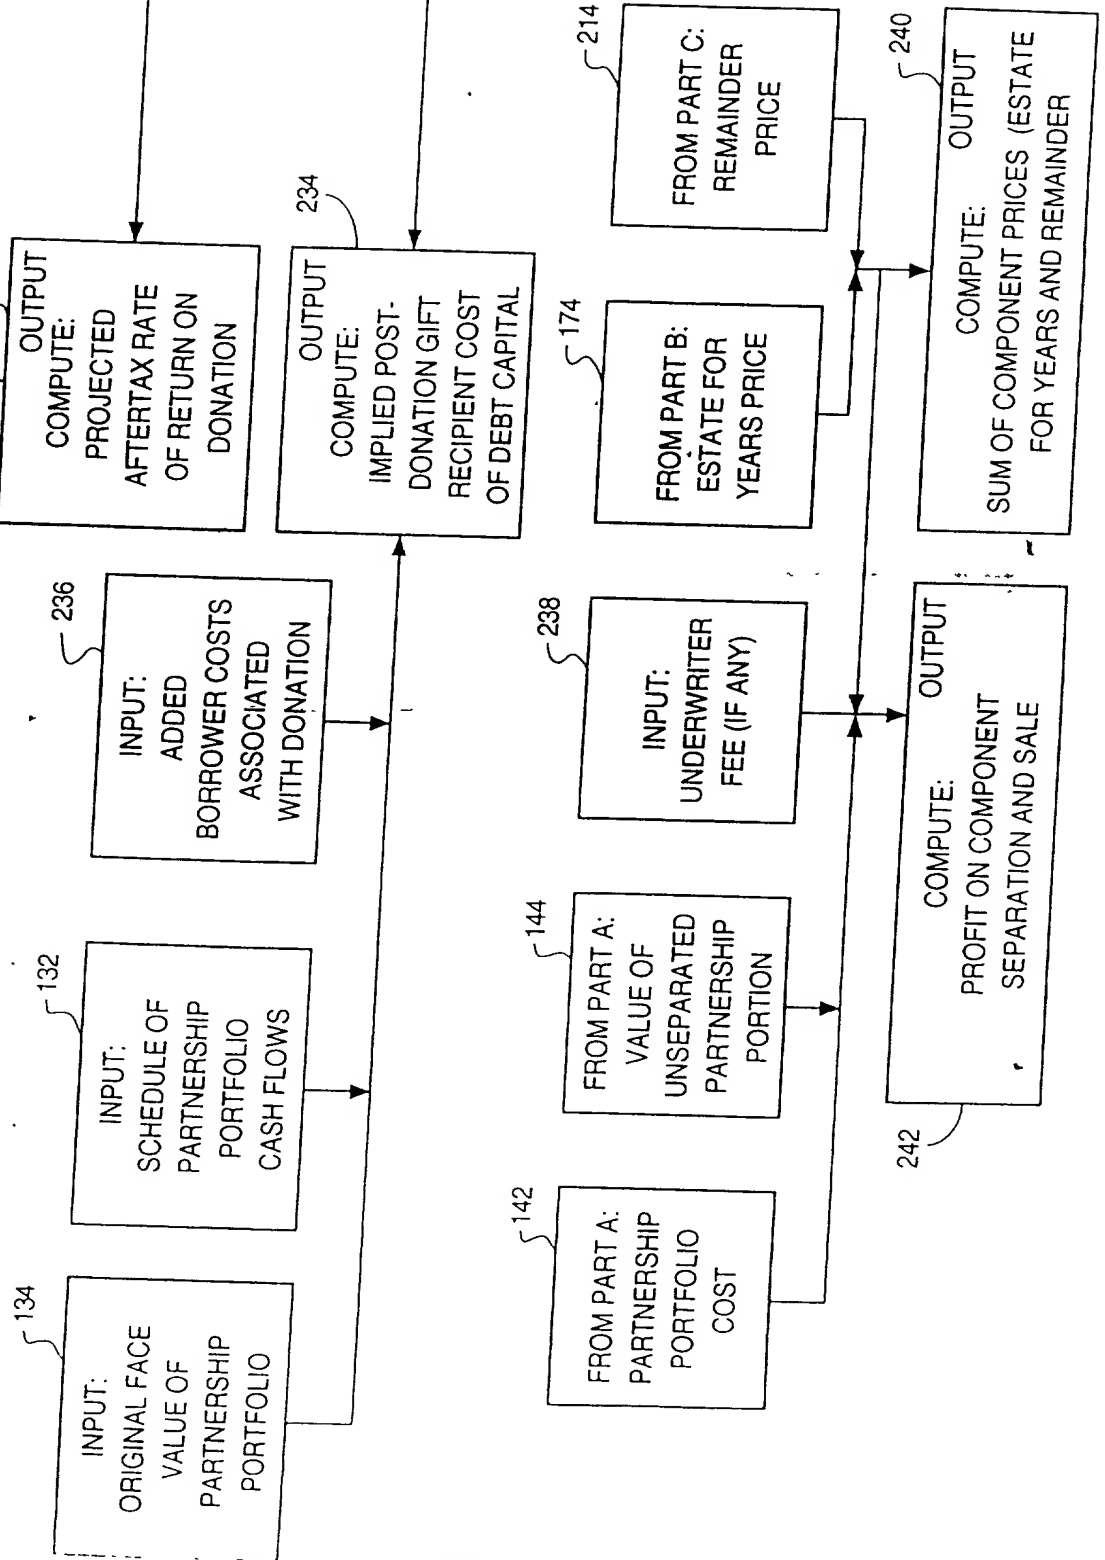 134
INPUT:
ORIGINAL FACE
VALUE OF
PARTNERSHIP
PORTFOLIO
132
INPUT:
SCHEDULE OF
PARTNERSHIP
PORTFOLIO
CASH FLOWS
236
INPUT:
ADDED
BORROWER COSTS
ASSOCIATED
WITH DONATION
OUTPUT
COMPUTE:
PROJECTED
AFTERTAX RATE
OF RETURN ON
DONATION
234
OUTPUT
COMPUTE:
IMPLIED POST-
DONATION GIFT
RECIPIENT COST
OF DEBT CAPITAL
142
FROM PART A:
PARTNERSHIP
PORTFOLIO
COST
144
FROM PART A:
VALUE OF
UNSEPARATED
PARTNERSHIP
PORTION
238
INPUT:
UNDERWRITER
FEE (IF ANY)
174
FROM PART B:
ESTATE FOR
YEARS PRICE
214
FROM PART C:
REMAINDER
PRICE
242
OUTPUT
COMPUTE:
PROFIT ON COMPONENT
SEPARATION AND SALE
240
OUTPUT
COMPUTE:
SUM OF COMPONENT PRICES (ESTATE
FOR YEARS AND REMAINDER